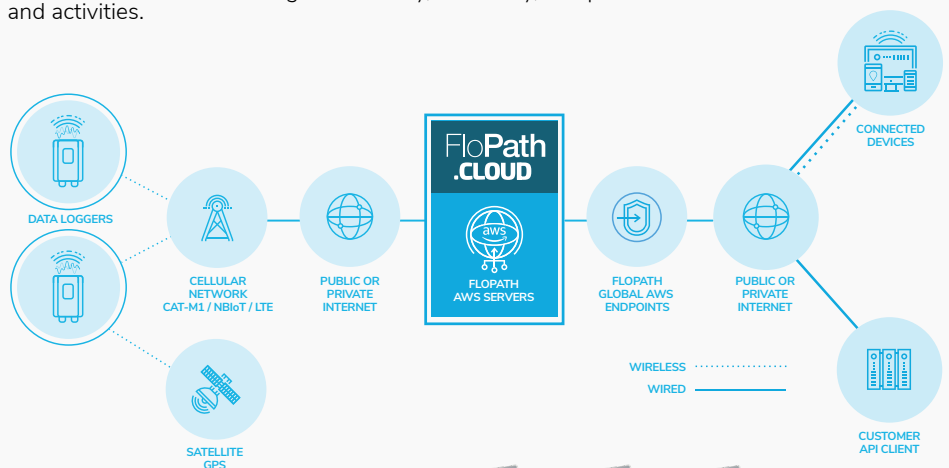 and activities.
FloPath
.CLOUD
aws
FLOPATH
AWS SERVERS
DATA LOGGERS
CELLULAR
NETWORK
CAT-M1 / NBIoT / LTE
PUBLIC OR
PRIVATE
INTERNET
FLOPATH
GLOBAL AWS
ENDPOINTS
PUBLIC OR
PRIVATE
INTERNET
CONNECTED
DEVICES
SATELLITE
GPS
WIRELESS
WIRED
CUSTOMER
API CLIENT